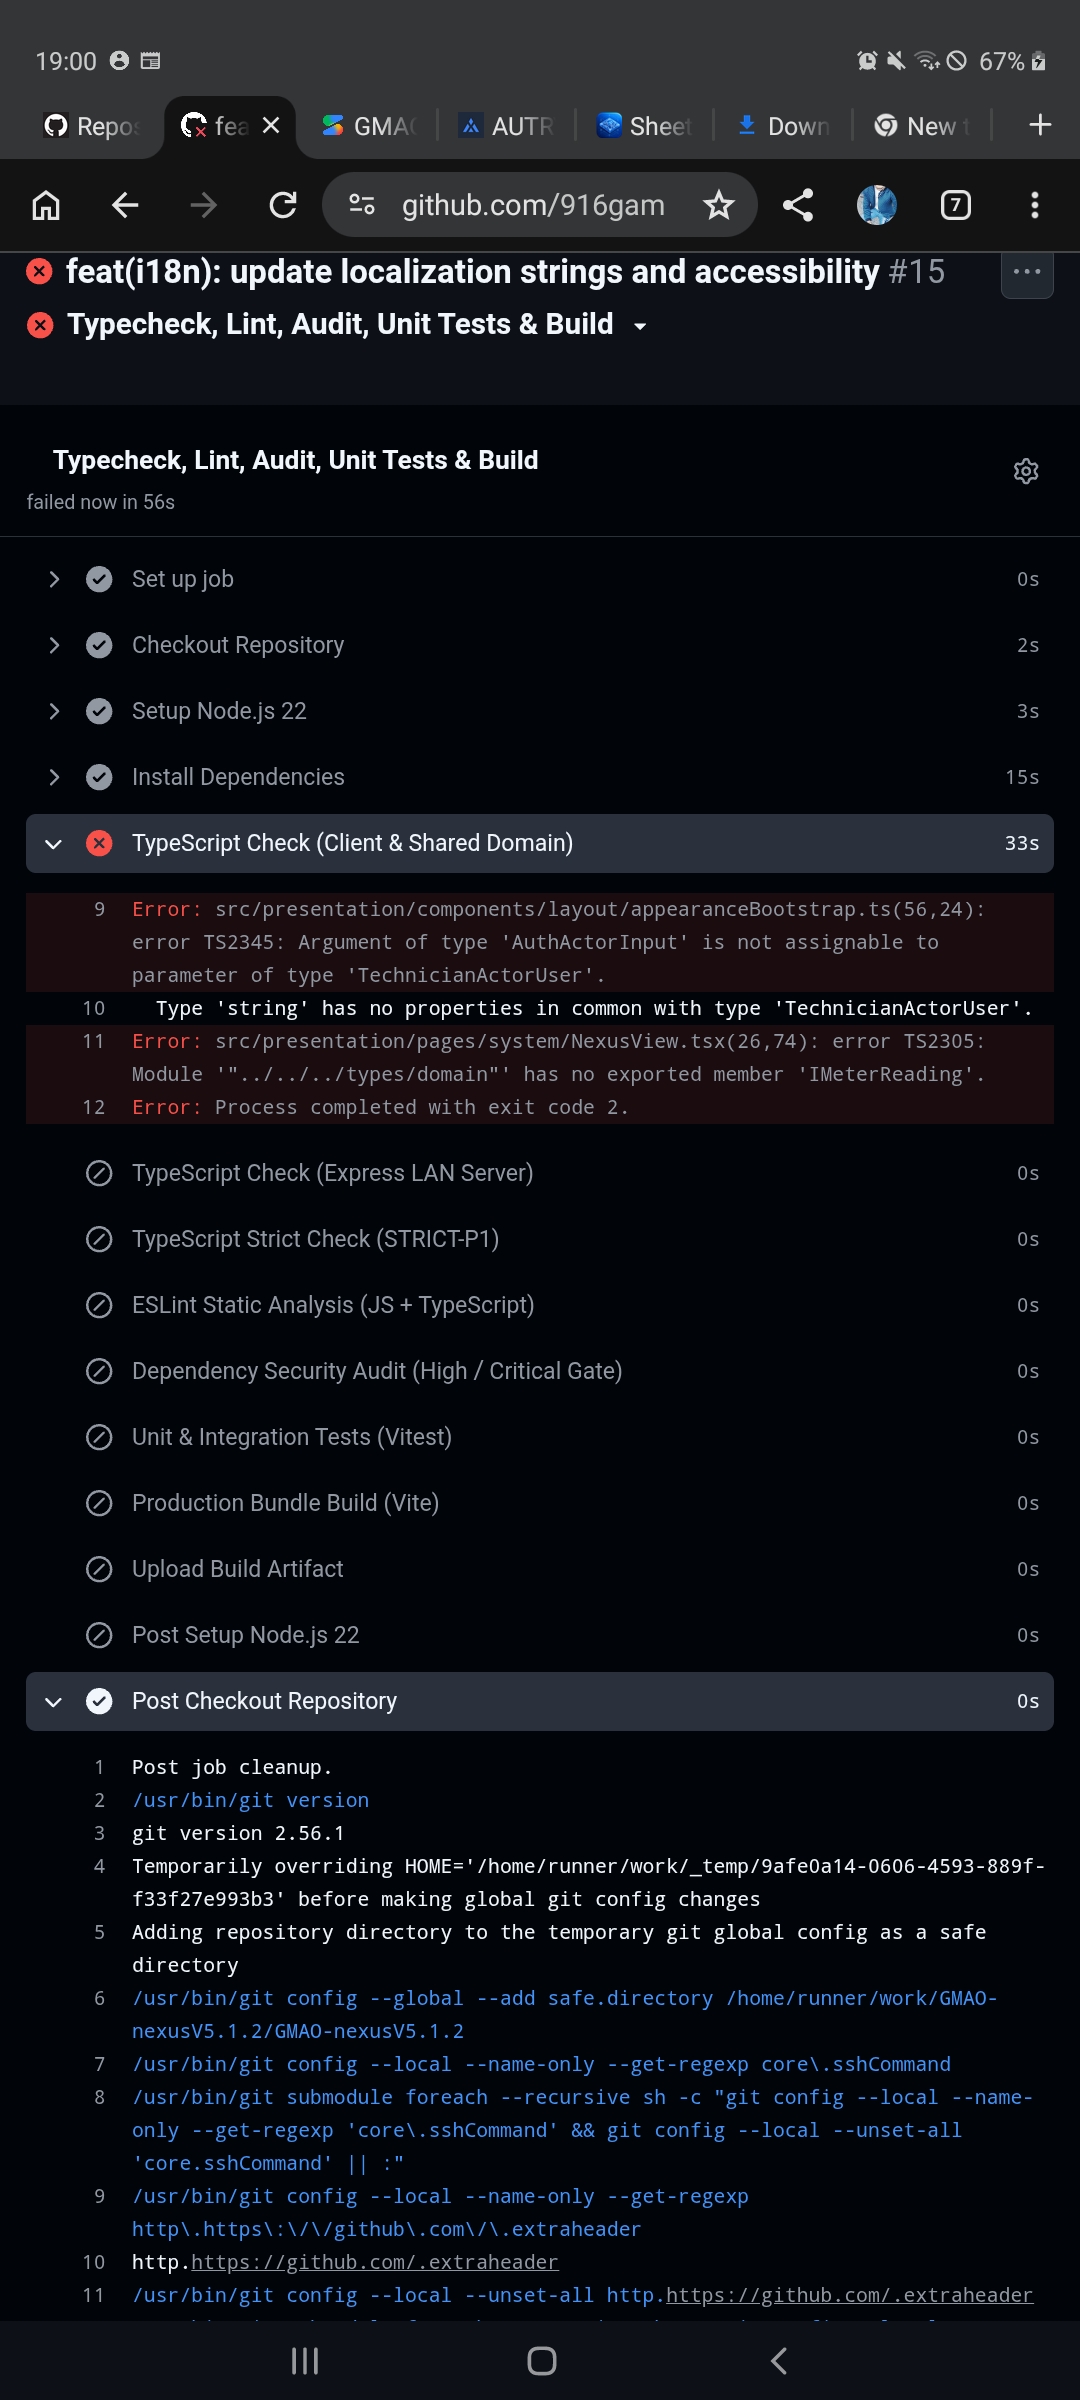 19:00 67%
Repos fea GMAC AUTR Sheet Down New t
github.com/916gam 7
feat(i18n): update localization strings and accessibility #15
Typecheck, Lint, Audit, Unit Tests & Build
Typecheck, Lint, Audit, Unit Tests & Build
failed now in 56s
Set up job 0s
Checkout Repository 2s
Setup Node.js 22 3s
Install Dependencies 15s
TypeScript Check (Client & Shared Domain) 33s
9 Error: src/presentation/components/layout/appearanceBootstrap.ts(56,24):
error TS2345: Argument of type 'AuthActorInput' is not assignable to
parameter of type 'TechnicianActorUser'.
10 Type 'string' has no properties in common with type 'TechnicianActorUser'.
11 Error: src/presentation/pages/system/NexusView.tsx(26,74): error TS2305:
Module '"../../../types/domain"' has no exported member 'IMeterReading'.
12 Error: Process completed with exit code 2.
TypeScript Check (Express LAN Server) 0s
TypeScript Strict Check (STRICT-P1) 0s
ESLint Static Analysis (JS + TypeScript) 0s
Dependency Security Audit (High / Critical Gate) 0s
Unit & Integration Tests (Vitest) 0s
Production Bundle Build (Vite) 0s
Upload Build Artifact 0s
Post Setup Node.js 22 0s
Post Checkout Repository 0s
1 Post job cleanup.
2 /usr/bin/git version
3 git version 2.56.1
4 Temporarily overriding HOME='/home/runner/work/_temp/9afe0a14-0606-4593-889f-
f33f27e993b3' before making global git config changes
5 Adding repository directory to the temporary git global config as a safe
directory
6 /usr/bin/git config --global --add safe.directory /home/runner/work/GMAO-
nexusV5.1.2/GMAO-nexusV5.1.2
7 /usr/bin/git config --local --name-only --get-regexp core\.sshCommand
8 /usr/bin/git submodule foreach --recursive sh -c "git config --local --name-
only --get-regexp 'core\.sshCommand' && git config --local --unset-all
'core.sshCommand' || :"
9 /usr/bin/git config --local --name-only --get-regexp
http\.https\:\/\/github\.com\/\.extraheader
10 http.https://github.com/.extraheader
11 /usr/bin/git config --local --unset-all http.https://github.com/.extraheader